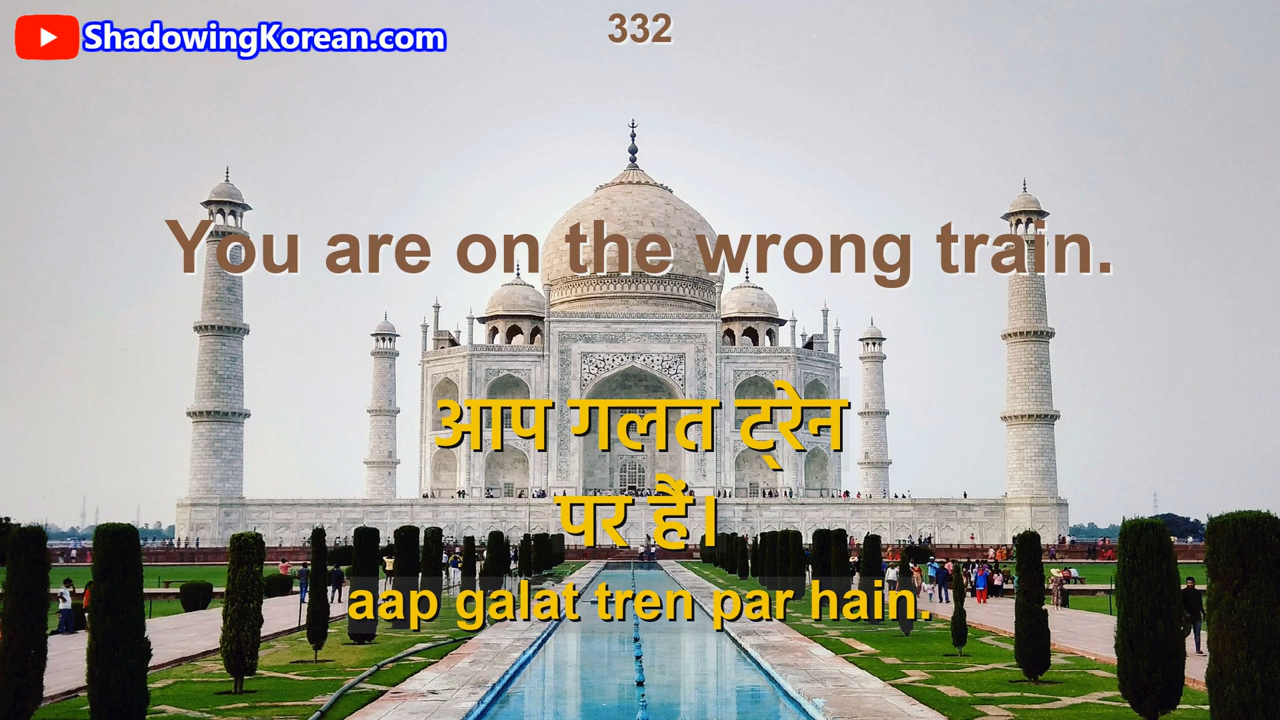 ShadowingKorean.com
332
You are on the wrong train.
आप गलत ट्रेन
पर हैं।
aap galat tren par hain.